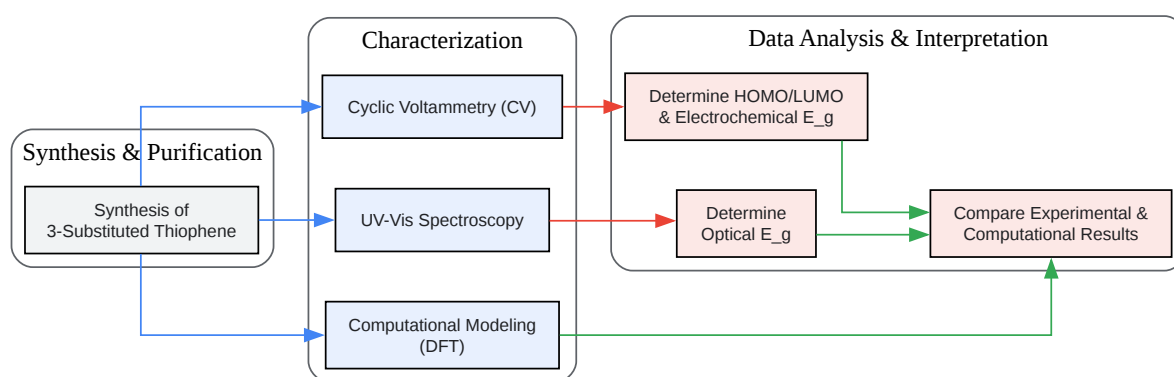 Synthesis & Purification
Synthesis of
3-Substituted Thiophene
Characterization
Cyclic Voltammetry (CV)
UV-Vis Spectroscopy
Computational Modeling
(DFT)
Data Analysis & Interpretation
Determine HOMO/LUMO
& Electrochemical E_g
Determine
Optical E_g
Compare Experimental &
Computational Results